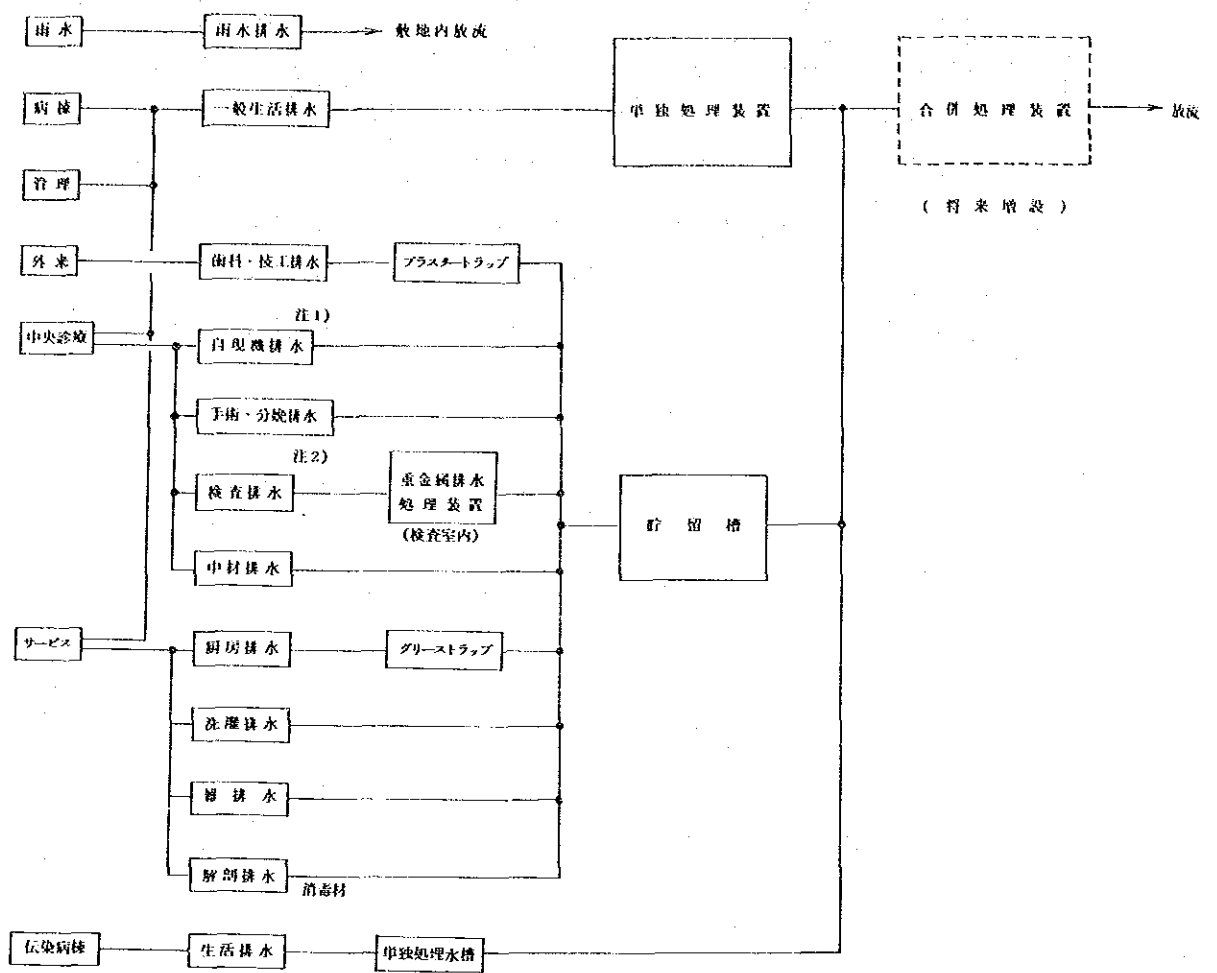 雨水
雨水排水
敷地内放流
病棟
一般生活排水
単独処理装置
合併処理装置
放流
管理
(将来増設)
外来
歯科・技工排水
プラスタートラップ
注1)
中央診療
自現機排水
手術・分娩排水
注2)
検査排水
重金属排水
処理装置
(検査室内)
貯留槽
中材排水
サービス
厨房排水
グリーストラップ
洗濯排水
雑排水
解剖排水
消毒材
伝染病棟
生活排水
単独処理水槽